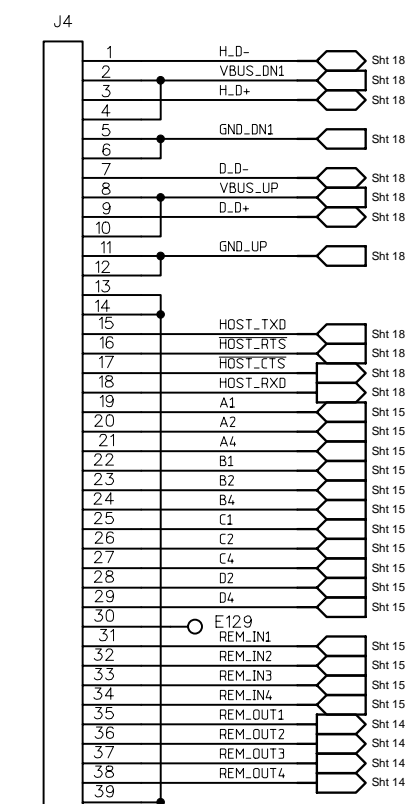 J4
1 H_D- Sht 18
2 VBUS_DN1 Sht 18
3 H_D+ Sht 18
4
5 GND_DN1 Sht 18
6
7 D_D- Sht 18
8 VBUS_UP Sht 18
9 D_D+ Sht 18
10
11 GND_UP Sht 18
12
13
14
15 HOST_TXD Sht 18
16 HOST_RTS Sht 18
17 HOST_CTS Sht 18
18 HOST_RXD Sht 18
19 A1 Sht 15
20 A2 Sht 15
21 A4 Sht 15
22 B1 Sht 15
23 B2 Sht 15
24 B4 Sht 15
25 C1 Sht 15
26 C2 Sht 15
27 C4 Sht 15
28 D2 Sht 15
29 D4 Sht 15
30 E129
31 REM_IN1 Sht 15
32 REM_IN2 Sht 15
33 REM_IN3 Sht 15
34 REM_IN4 Sht 15
35 REM_OUT1 Sht 14
36 REM_OUT2 Sht 14
37 REM_OUT3 Sht 14
38 REM_OUT4 Sht 14
39